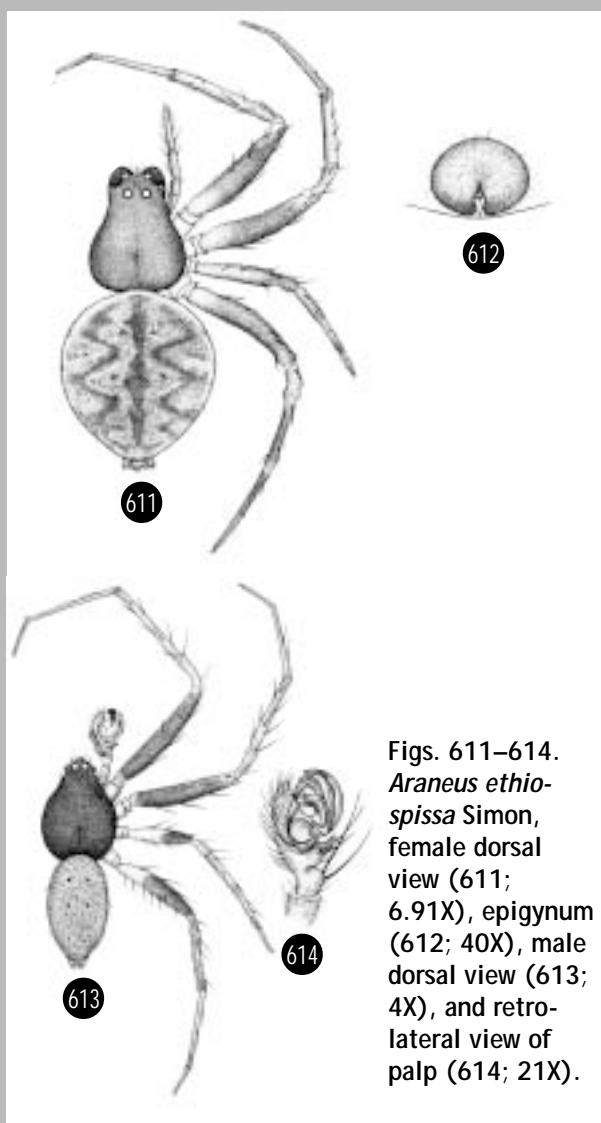 612
611
Figs. 611–614.
Araneus ethio-
spissa Simon,
female dorsal
view (611;
6.91X), epigynum
(612; 40X), male
dorsal view (613;
4X), and retro-
lateral view of
palp (614; 21X).
614
613